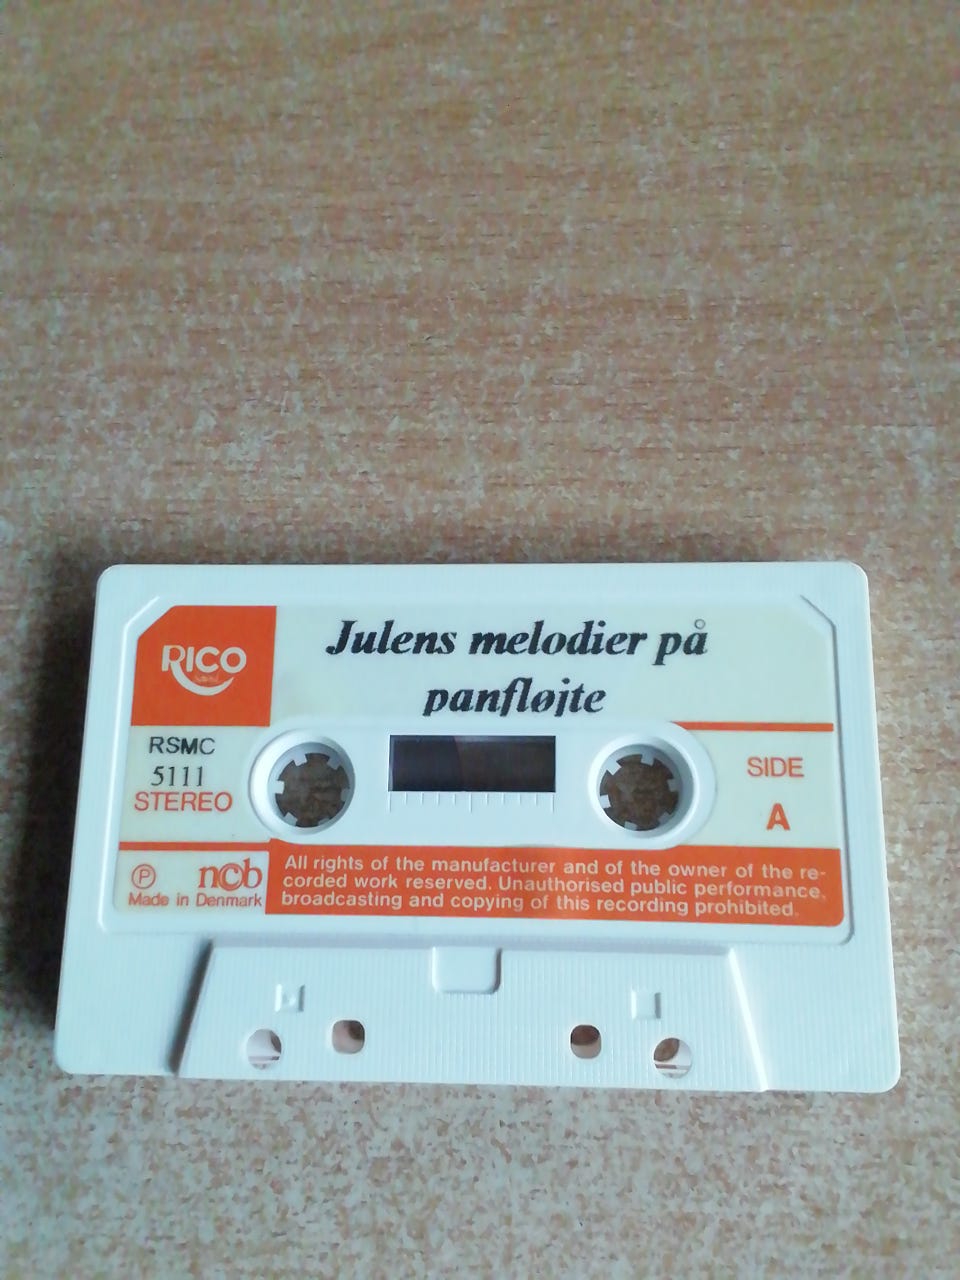 RICO
Julens melodier på
panfløjte
RSMC
5111
STEREO
SIDE
A
℗ ncb
Made in Denmark
All rights of the manufacturer and of the owner of the re-
corded work reserved. Unauthorised public performance,
broadcasting and copying of this recording prohibited.